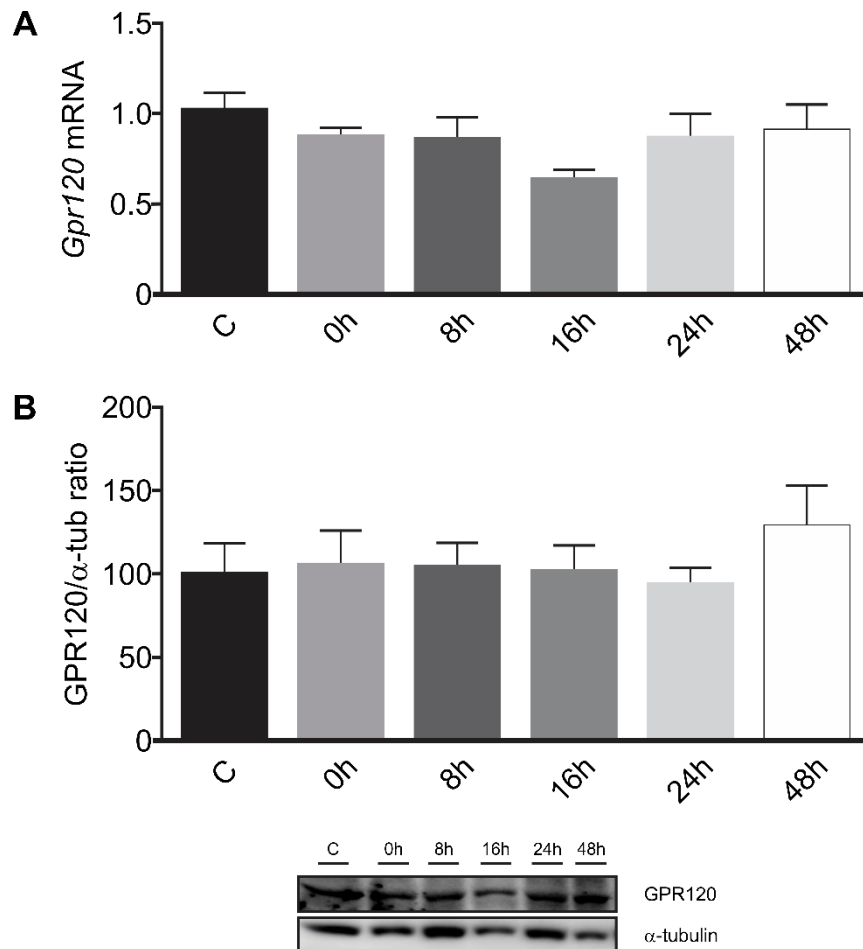 A
Gpr120 mRNA
1.5
1.0
0.5
0
C 0h 8h 16h 24h 48h
B
GPR120/α-tub ratio
200
150
100
50
0
C 0h 8h 16h 24h 48h
C 0h 8h 16h 24h 48h
GPR120
α-tubulin